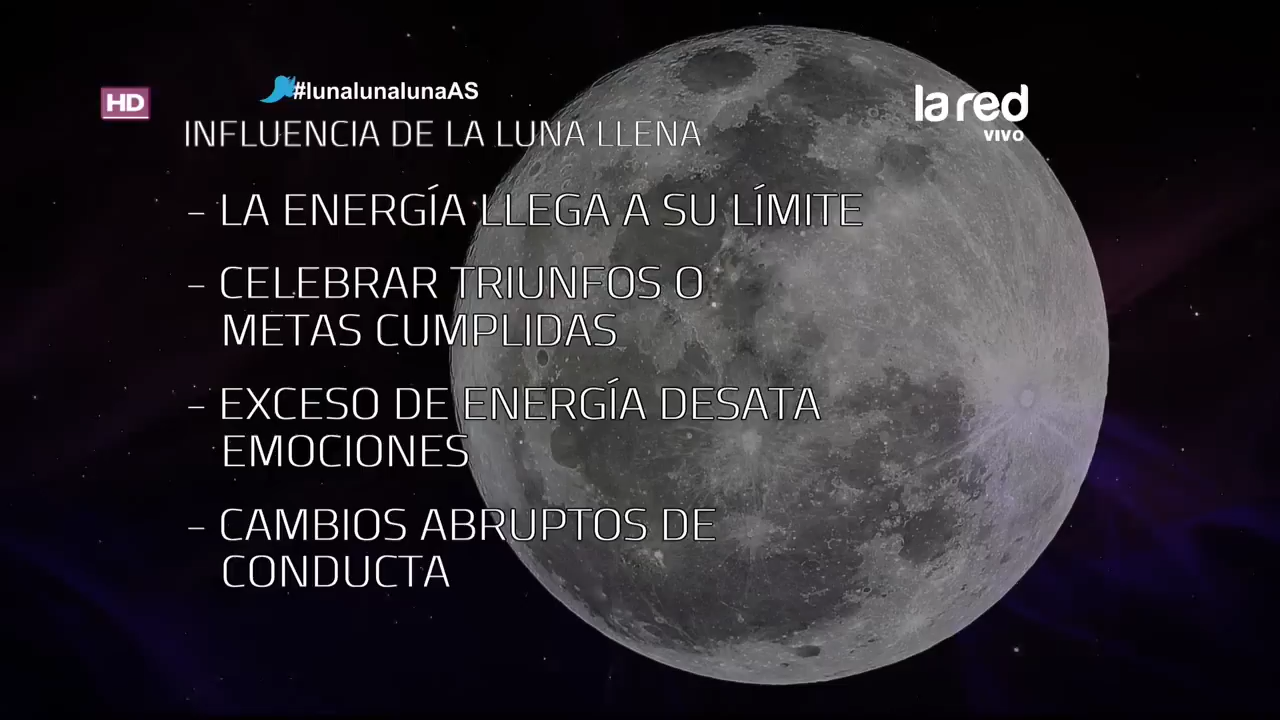 HD
#lunalunalunaAS
la red
VIVO
INFLUENCIA DE LA LUNA LLENA
– LA ENERGÍA LLEGA A SU LÍMITE
– CELEBRAR TRIUNFOS O
METAS CUMPLIDAS
– EXCESO DE ENERGÍA DESATA
EMOCIONES
– CAMBIOS ABRUPTOS DE
CONDUCTA